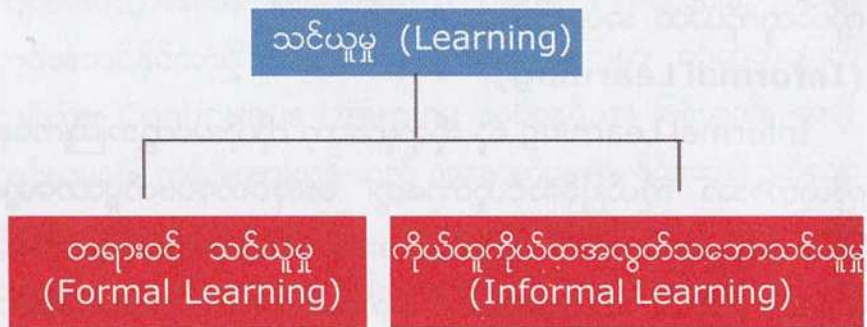 သင်ယူမှု (Learning)
တရားဝင် သင်ယူမှု
(Formal Learning)
ကိုယ်ထူကိုယ်ထအလွတ်သဘောသင်ယူမှု
(Informal Learning)